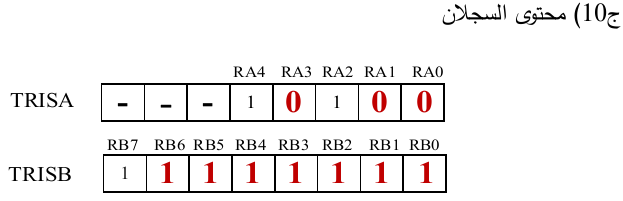 ج10) محتوى السجلان
RA4 RA3 RA2 RA1 RA0
TRISA - - - 1 0 1 0 0
RB7 RB6 RB5 RB4 RB3 RB2 RB1 RB0
TRISB 1 1 1 1 1 1 1 1